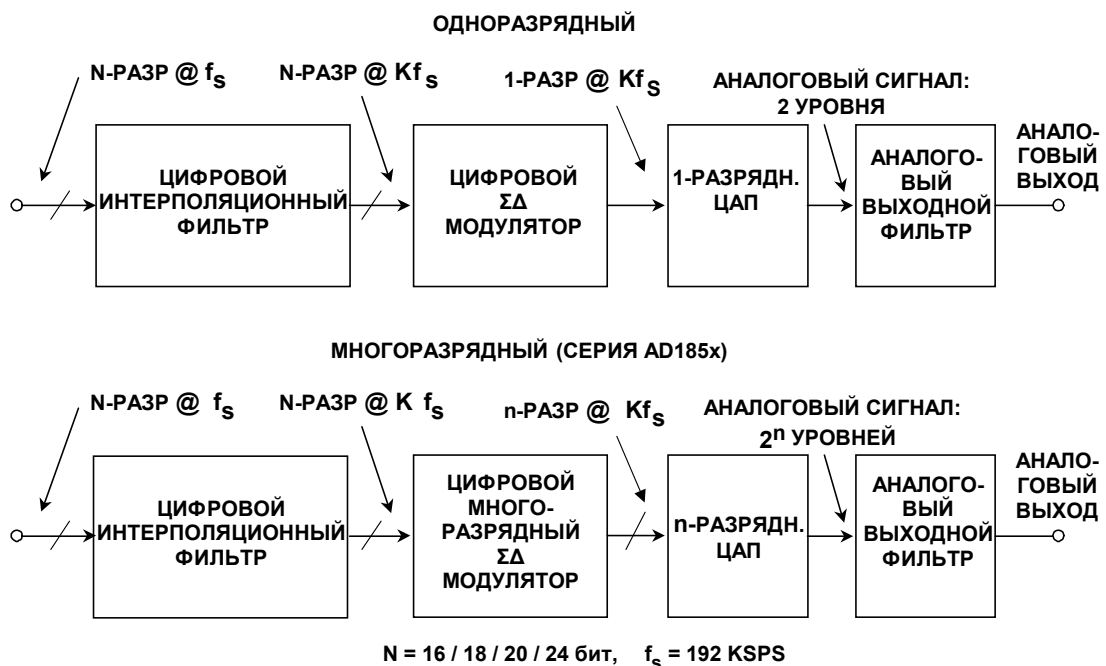 ОДНОРАЗРЯДНЫЙ
N-РАЗР @ fs
N-РАЗР @ Kfs
1-РАЗР @ KfS
АНАЛОГОВЫЙ СИГНАЛ:
2 УРОВНЯ
ЦИФРОВОЙ
ИНТЕРПОЛЯЦИОННЫЙ
ФИЛЬТР
ЦИФРОВОЙ
ΣΔ
МОДУЛЯТОР
1-РАЗРЯДН.
ЦАП
АНАЛОГО-
ВЫЙ
ВЫХОДНОЙ
ФИЛЬТР
АНАЛО-
ГОВЫЙ
ВЫХОД
МНОГОРАЗРЯДНЫЙ (СЕРИЯ AD185x)
N-РАЗР @ fs
N-РАЗР @ K fs
n-РАЗР @ Kfs
АНАЛОГОВЫЙ СИГНАЛ:
2ⁿ УРОВНЕЙ
ЦИФРОВОЙ
ИНТЕРПОЛЯЦИОННЫЙ
ФИЛЬТР
ЦИФРОВОЙ
МНОГО-
РАЗРЯДНЫЙ
ΣΔ
МОДУЛЯТОР
n-РАЗРЯДН.
ЦАП
АНАЛОГО-
ВЫЙ
ВЫХОДНОЙ
ФИЛЬТР
АНАЛО-
ГОВЫЙ
ВЫХОД
N = 16 / 18 / 20 / 24 бит, fs = 192 KSPS